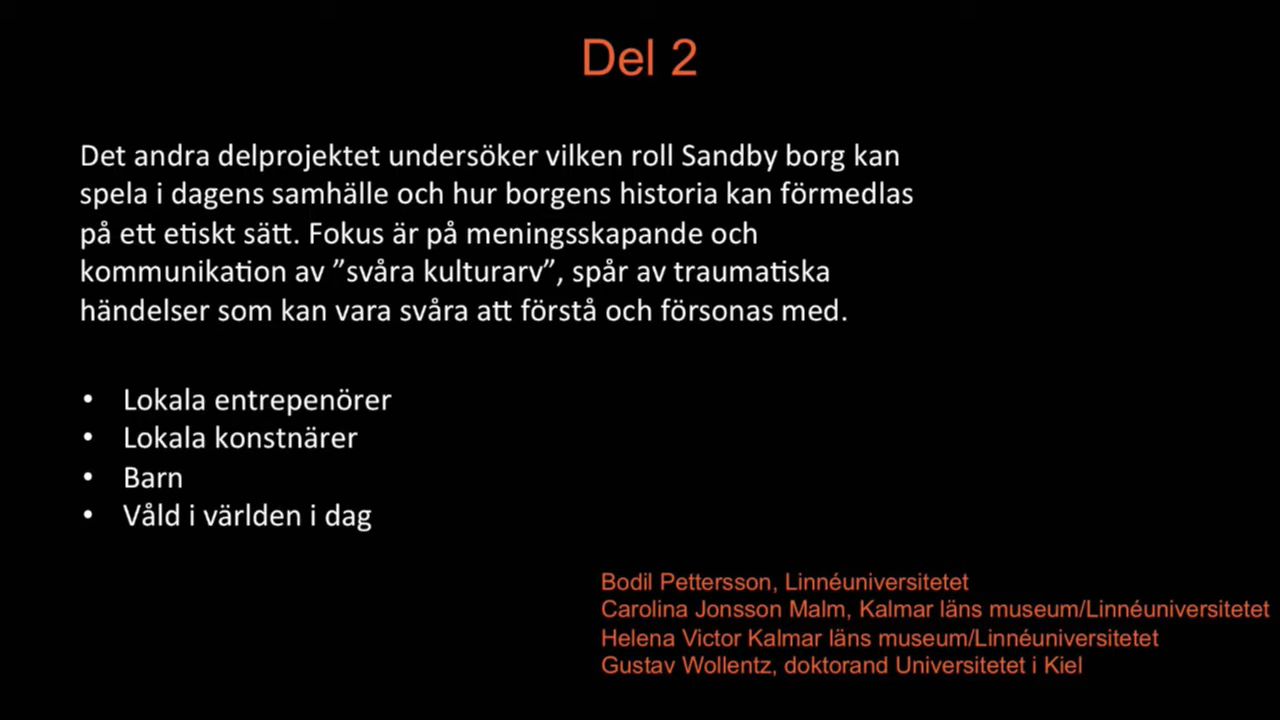 Del 2
Det andra delprojektet undersöker vilken roll Sandby borg kan
spela i dagens samhälle och hur borgens historia kan förmedlas
på ett etiskt sätt. Fokus är på meningsskapande och
kommunikation av ”svåra kulturarv”, spår av traumatiska
händelser som kan vara svåra att förstå och försonas med.
• Lokala entrepenörer
• Lokala konstnärer
• Barn
• Våld i världen i dag
Bodil Pettersson, Linnéuniversitetet
Carolina Jonsson Malm, Kalmar läns museum/Linnéuniversitetet
Helena Victor Kalmar läns museum/Linnéuniversitetet
Gustav Wollentz, doktorand Universitetet i Kiel